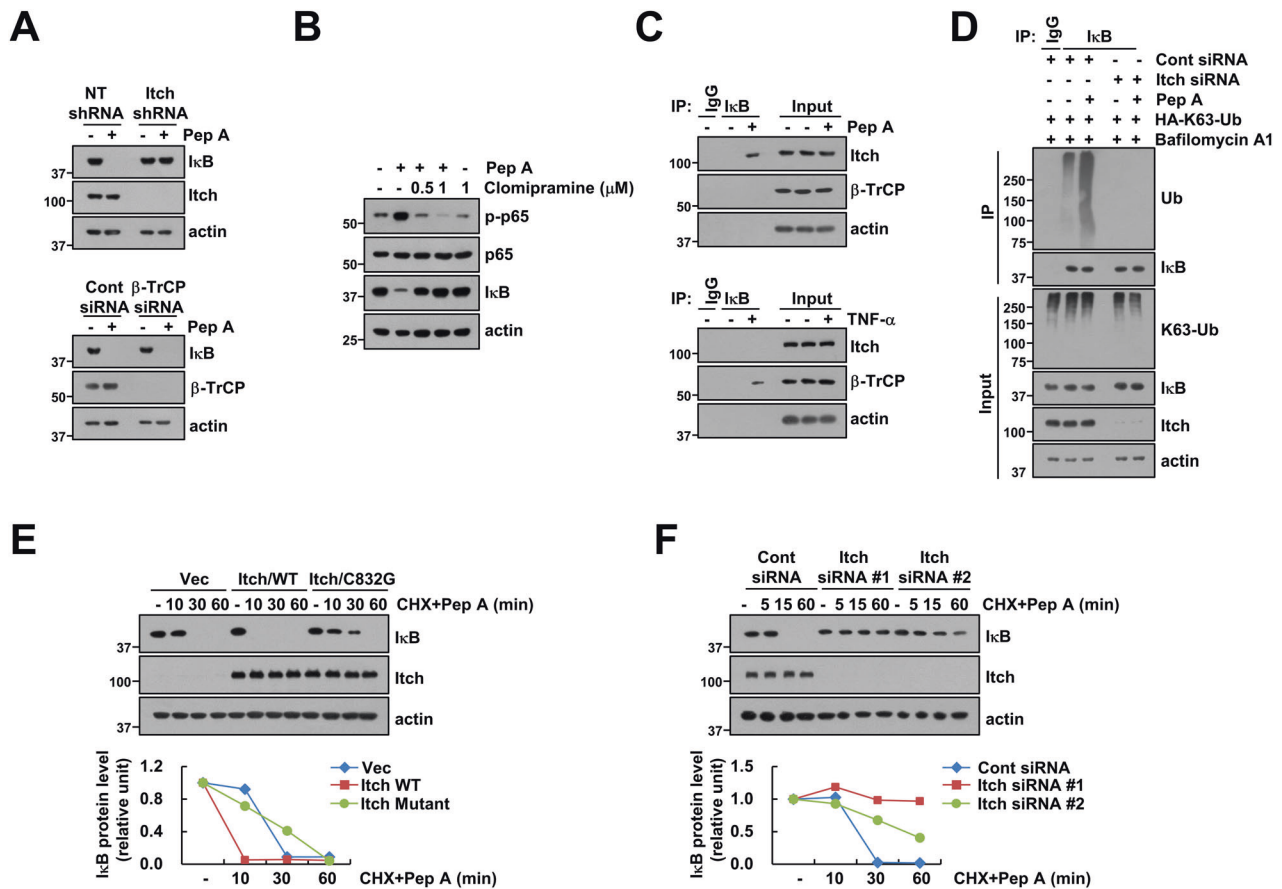 A
NT shRNA
Itch shRNA
- + - + Pep A
37 IκB
100 Itch
37 actin
Cont siRNA
β-TrCP siRNA
- + - + Pep A
37 IκB
50 β-TrCP
37 actin
B
- + + + - Pep A
- - 0.5 1 1 Clomipramine (μM)
50 p-p65
50 p65
37 IκB
25 actin
C
IP: IgG IκB Input
- - + - - + Pep A
100 Itch
50 β-TrCP
37 actin
IP: IgG IκB Input
- - + - - + TNF-α
100 Itch
50 β-TrCP
37 actin
D
IP: IgG IκB
+ + + - - Cont siRNA
- - - + + Itch siRNA
- - + - + Pep A
+ + + + + HA-K63-Ub
+ + + + + Bafilomycin A1
IP
250
150
100
75
Ub
37 IκB
Input
250
150
100
75
K63-Ub
37 IκB
100 Itch
37 actin
E
Vec Itch/WT Itch/C832G
- 10 30 60 - 10 30 60 - 10 30 60 CHX+Pep A (min)
37 IκB
100 Itch
37 actin
IκB protein level
(relative unit)
1.2
0.8
0.4
0.0
Vec
Itch WT
Itch Mutant
- 10 30 60 CHX+Pep A (min)
F
Cont siRNA
Itch siRNA #1
Itch siRNA #2
- 5 15 60 - 5 15 60 - 5 15 60 CHX+Pep A (min)
37 IκB
100 Itch
37 actin
IκB protein level
(relative unit)
1.5
1.0
0.5
0.0
Cont siRNA
Itch siRNA #1
Itch siRNA #2
- 10 30 60 CHX+Pep A (min)